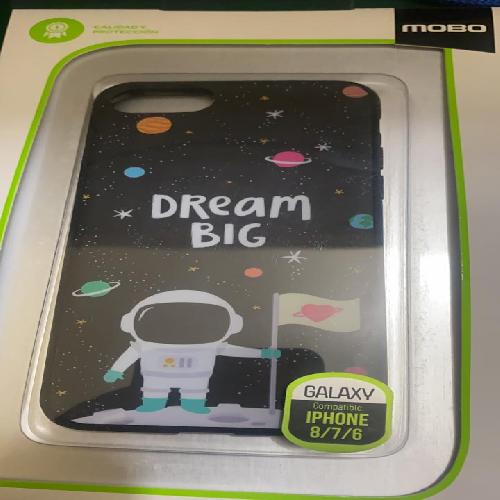 CALIDAD Y
PROTECCIÓN
MOBO
DREam
BIG
GALAXY
Compatible
IPHONE
8/7/6